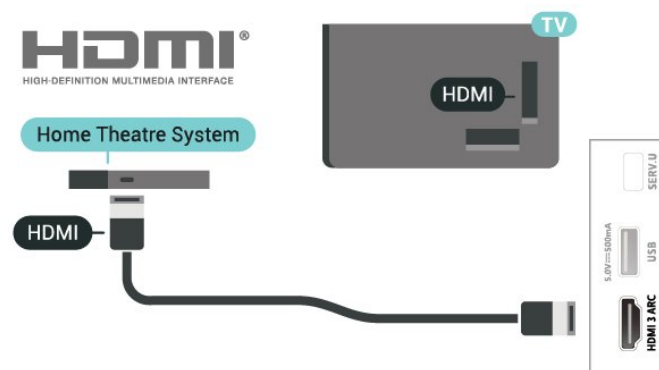 HDMI®
HIGH-DEFINITION MULTIMEDIA INTERFACE
TV
HDMI
Home Theatre System
HDMI
SERV.U
5.0V⎓500mA
USB
HDMI 3 ARC